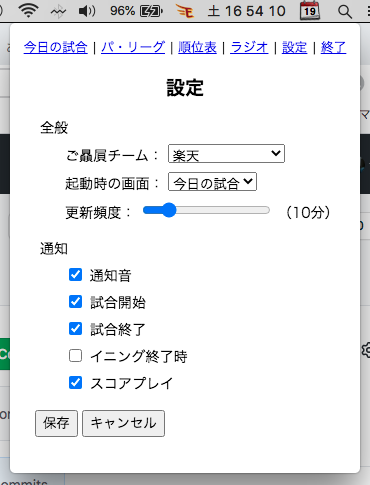 96% 土 16 54 10 19
今日の試合 | パ・リーグ | 順位表 | ラジオ | 設定 | 終了
設定
全般
ご贔屓チーム： 楽天
起動時の画面： 今日の試合
更新頻度： （10分）
通知
通知音
試合開始
試合終了
イニング終了時
スコアプレイ
保存 キャンセル
ommits